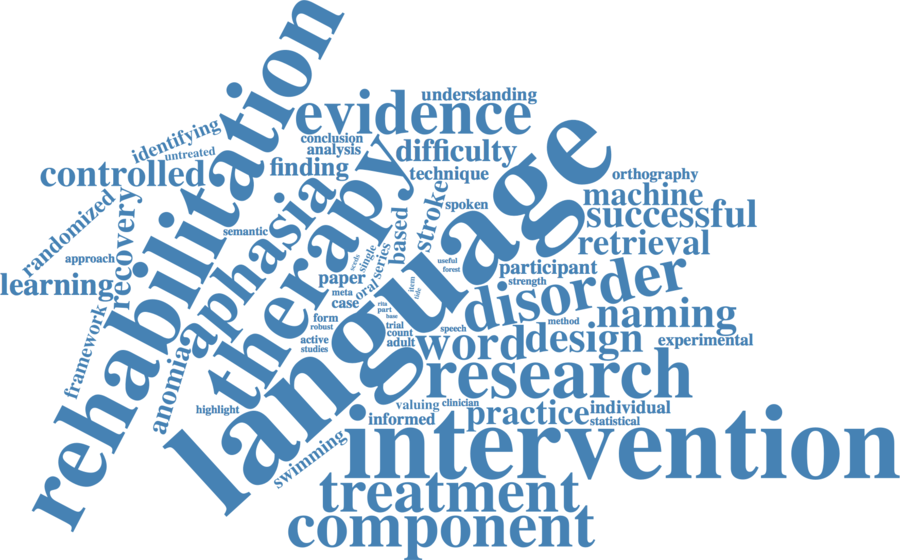 rehabilitation
understanding
evidence
identifying
untreated
conclusion
analysis
difficulty
controlled
finding
technique
orthography
therapy
language
aphasia
machine
successful
randomized
recovery
spoken
stroke
based
semantic
retrieval
approach
learning
single
series
oral
useful
forest
participant
strength
paper
meta
case
item
disorder
framework
form
robust
rita
part
base
trial
count
adult
speech
method
naming
active
studies
word
design
experimental
anomia
research
highlight
valuing
clinician
practice
individual
informed
statistical
swimming
intervention
treatment
component